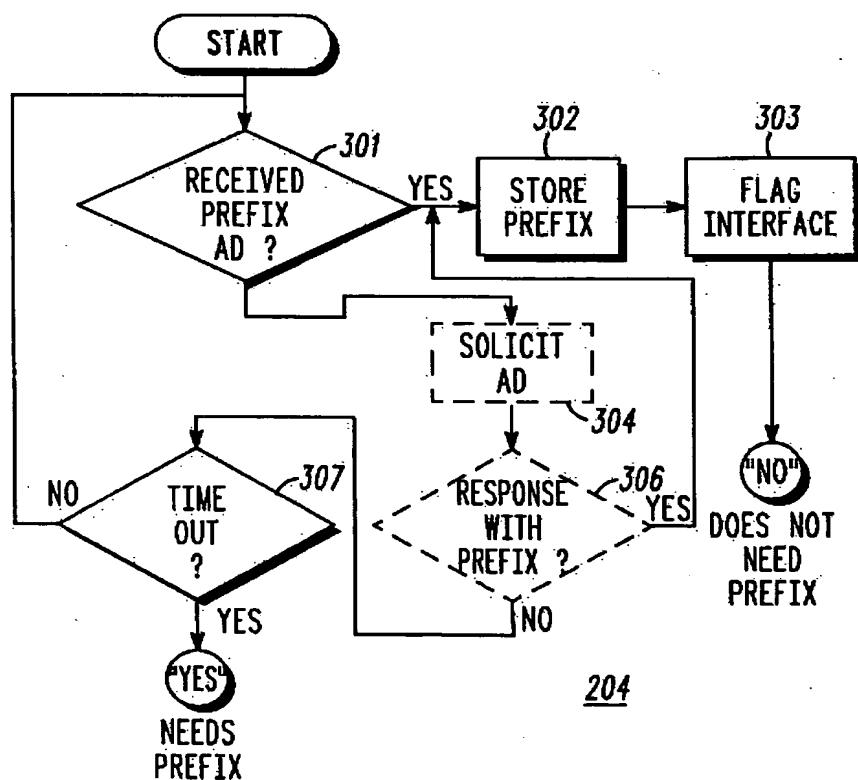 START
301
RECEIVED
PREFIX
AD ?
YES
302
STORE
PREFIX
303
FLAG
INTERFACE
SOLICIT
AD
304
NO
307
TIME
OUT
?
YES
306
RESPONSE
WITH
PREFIX ?
YES
NO
"NO"
DOES NOT
NEED
PREFIX
"YES"
NEEDS
PREFIX
204